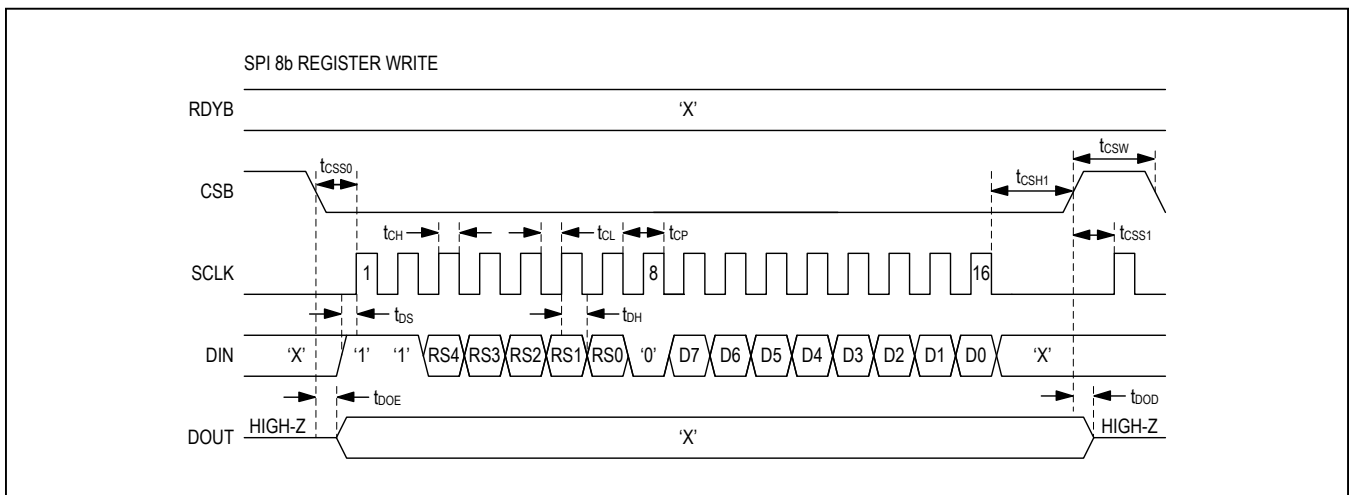 SPI 8b REGISTER WRITE
RDYB 'X'
CSB tCSS0 tCSH1 tCSW tCSS1
tCH tCL tCP
SCLK 1 8 16
tDS tDH
DIN 'X' '1' '1' RS4 RS3 RS2 RS1 RS0 '0' D7 D6 D5 D4 D3 D2 D1 D0 'X'
tDOE tDOD
DOUT HIGH-Z 'X' HIGH-Z